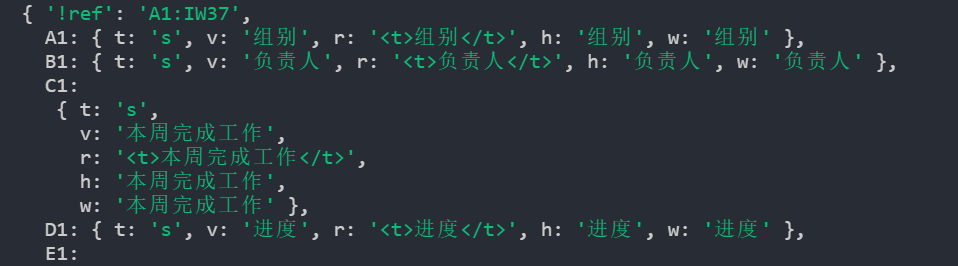 { '!ref': 'A1:IW37',
A1: { t: 's', v: '组别', r: '<t>组别</t>', h: '组别', w: '组别' },
B1: { t: 's', v: '负责人', r: '<t>负责人</t>', h: '负责人', w: '负责人' },
C1:
{ t: 's',
v: '本周完成工作',
r: '<t>本周完成工作</t>',
h: '本周完成工作',
w: '本周完成工作' },
D1: { t: 's', v: '进度', r: '<t>进度</t>', h: '进度', w: '进度' },
E1: